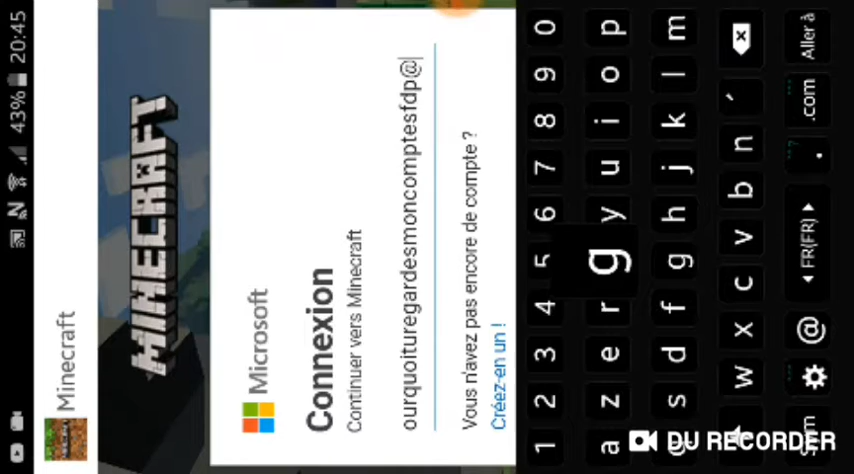 43% 20:45
Minecraft
MINECRAFT
Microsoft
Connexion
Continuer vers Minecraft
ourquoituregardesmoncomptesfdp@
Vous n'avez pas encore de compte ?
Créez-en un !
1 2 3 4 5 6 7 8 9 0
a z e r y u i o p
g
s d f g h j k l m
w x c v b n ,
@ FR(FR) . .com Aller à
DU RECORDER